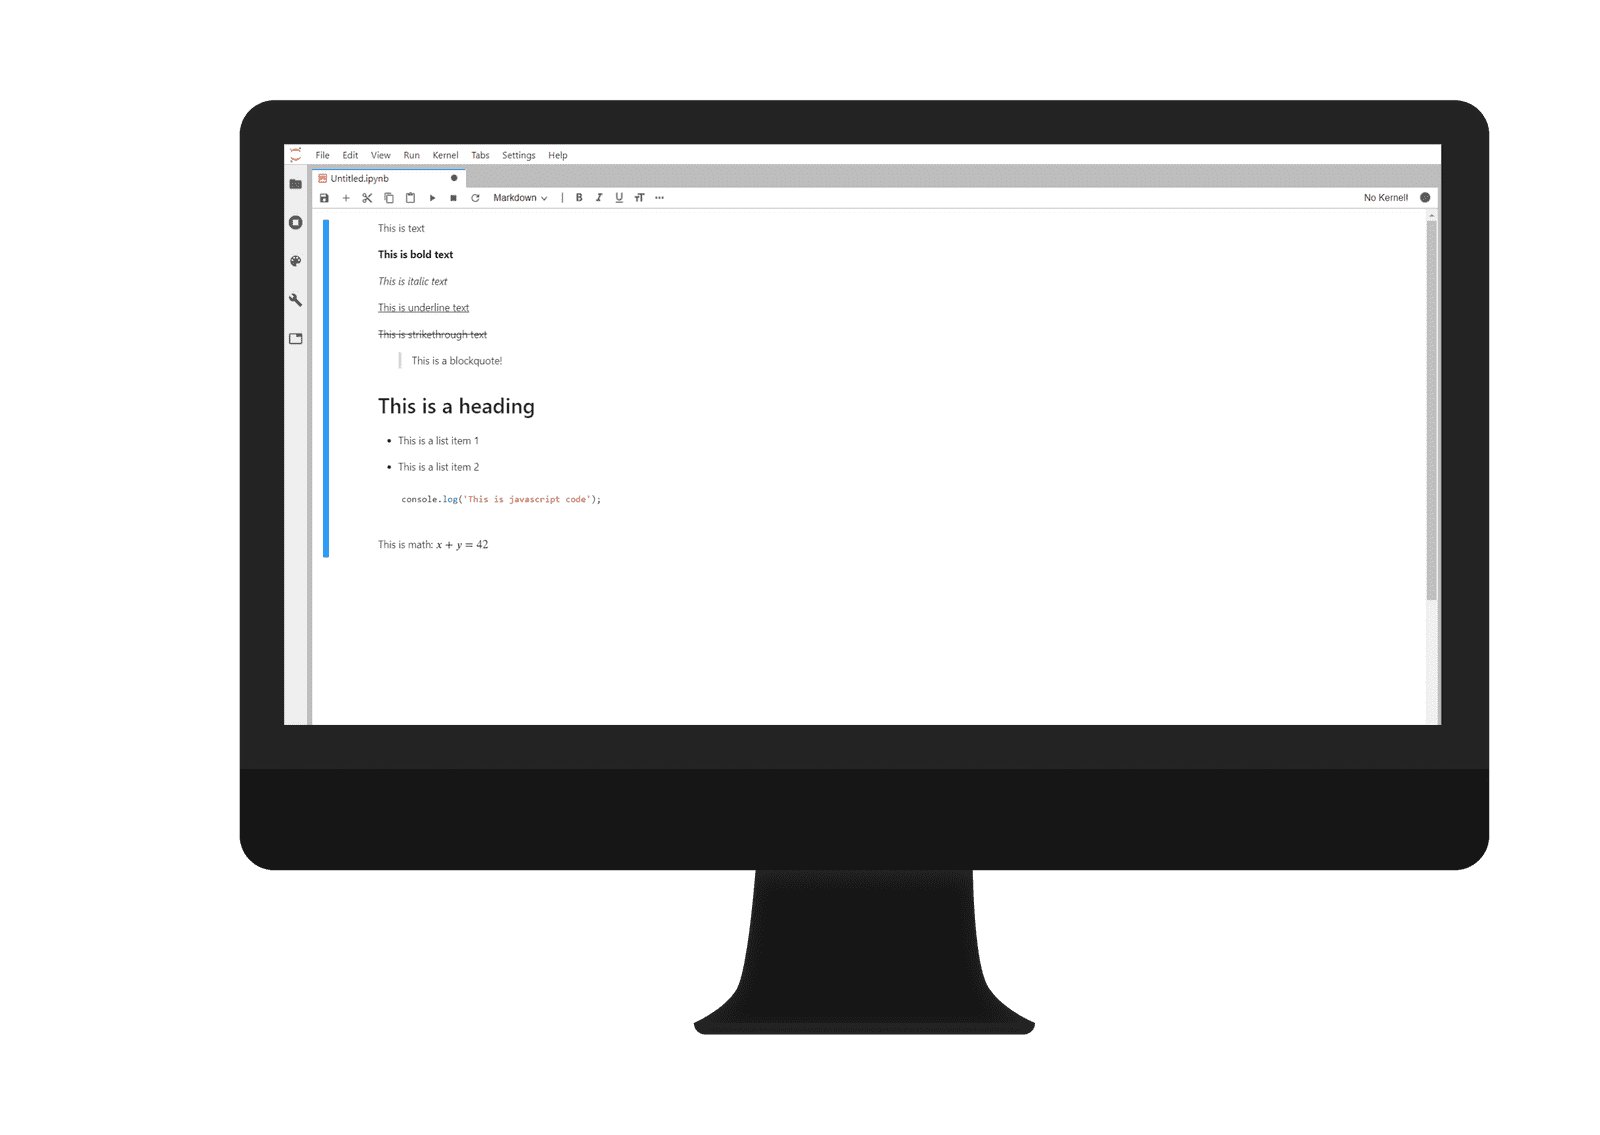 File Edit View Run Kernel Tabs Settings Help
Untitled.ipynb
Markdown | B I U TT ••• No Kernel!
This is text
This is bold text
This is italic text
This is underline text
This is strikethrough text
This is a blockquote!
This is a heading
• This is a list item 1
• This is a list item 2
console.log('This is javascript code');
This is math: x + y = 42